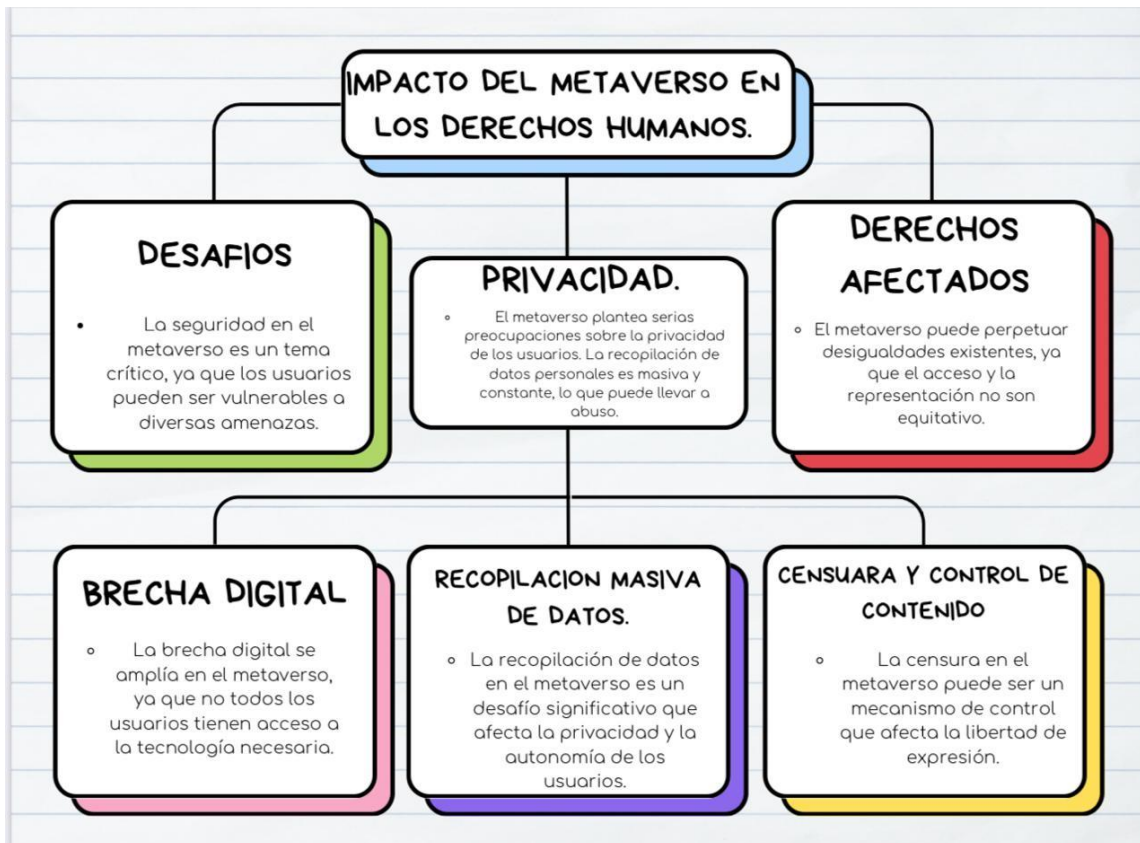 IMPACTO DEL METAVERSO EN
LOS DERECHOS HUMANOS.
DESAFIOS
• La seguridad en el
metaverso es un tema
crítico, ya que los usuarios
pueden ser vulnerables a
diversas amenazas.
PRIVACIDAD.
◦ El metaverso plantea serias
preocupaciones sobre la privacidad
de los usuarios. La recopilación de
datos personales es masiva y
constante, lo que puede llevar a
abuso.
DERECHOS
AFECTADOS
◦ El metaverso puede perpetuar
desigualdades existentes, ya
que el acceso y la
representación no son
equitativo.
BRECHA DIGITAL
◦ La brecha digital se
amplía en el metaverso,
ya que no todos los
usuarios tienen acceso a
la tecnología necesaria.
RECOPILACION MASIVA
DE DATOS.
◦ La recopilación de datos
en el metaverso es un
desafío significativo que
afecta la privacidad y la
autonomía de los
usuarios.
CENSUARA Y CONTROL DE
CONTENIDO
◦ La censura en el
metaverso puede ser un
mecanismo de control
que afecta la libertad de
expresión.